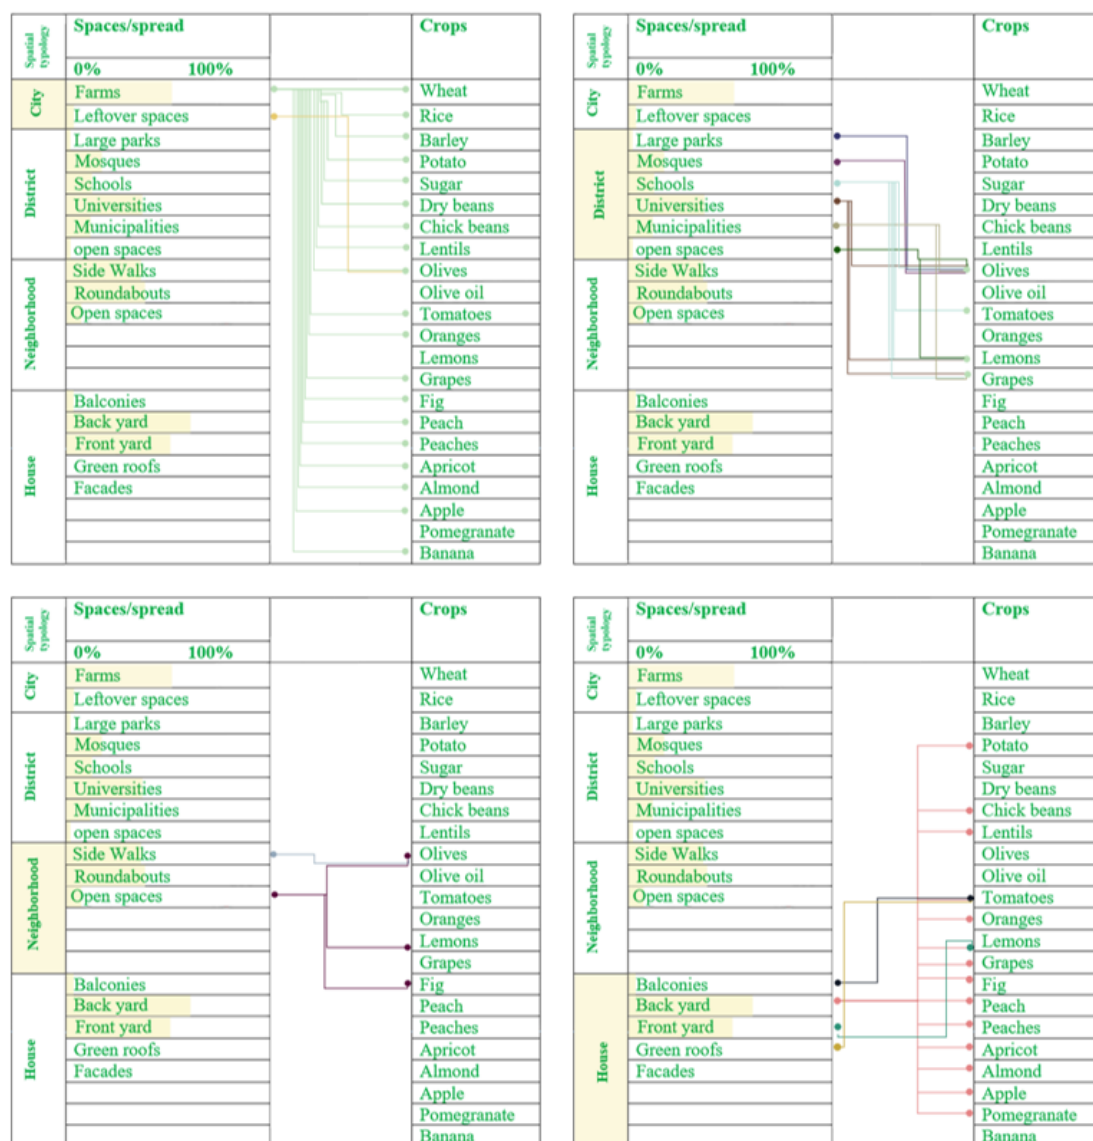 Spatial typology Spaces/spread Crops
0% 100%
City Farms Wheat
Leftover spaces Rice
District Large parks Barley
Mosques Potato
Schools Sugar
Universities Dry beans
Municipalities Chick beans
open spaces Lentils
Neighborhood Side Walks Olives
Roundabouts Olive oil
Open spaces Tomatoes
Oranges
Lemons
Grapes
House Balconies Fig
Back yard Peach
Front yard Peaches
Green roofs Apricot
Facades Almond
Apple
Pomegranate
Banana
Spatial typology Spaces/spread Crops
0% 100%
City Farms Wheat
Leftover spaces Rice
District Large parks Barley
Mosques Potato
Schools Sugar
Universities Dry beans
Municipalities Chick beans
open spaces Lentils
Neighborhood Side Walks Olives
Roundabouts Olive oil
Open spaces Tomatoes
Oranges
Lemons
Grapes
House Balconies Fig
Back yard Peach
Front yard Peaches
Green roofs Apricot
Facades Almond
Apple
Pomegranate
Banana
Spatial typology Spaces/spread Crops
0% 100%
City Farms Wheat
Leftover spaces Rice
District Large parks Barley
Mosques Potato
Schools Sugar
Universities Dry beans
Municipalities Chick beans
open spaces Lentils
Neighborhood Side Walks Olives
Roundabouts Olive oil
Open spaces Tomatoes
Oranges
Lemons
Grapes
House Balconies Fig
Back yard Peach
Front yard Peaches
Green roofs Apricot
Facades Almond
Apple
Pomegranate
Banana
Spatial typology Spaces/spread Crops
0% 100%
City Farms Wheat
Leftover spaces Rice
District Large parks Barley
Mosques Potato
Schools Sugar
Universities Dry beans
Municipalities Chick beans
open spaces Lentils
Neighborhood Side Walks Olives
Roundabouts Olive oil
Open spaces Tomatoes
Oranges
Lemons
Grapes
House Balconies Fig
Back yard Peach
Front yard Peaches
Green roofs Apricot
Facades Almond
Apple
Pomegranate
Banana